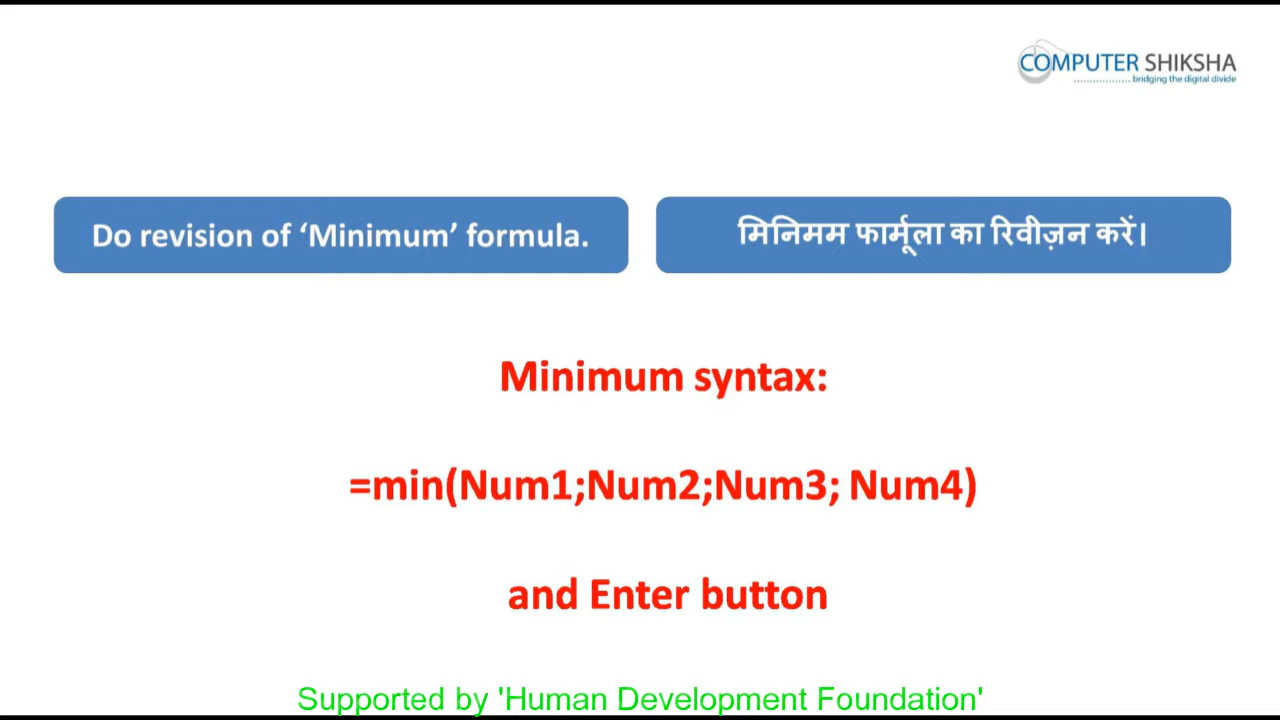 COMPUTER SHIKSHA
bridging the digital divide
Do revision of ‘Minimum’ formula.
मिनिमम फार्मूला का रिवीज़न करें।
Minimum syntax:
=min(Num1;Num2;Num3; Num4)
and Enter button
Supported by 'Human Development Foundation'